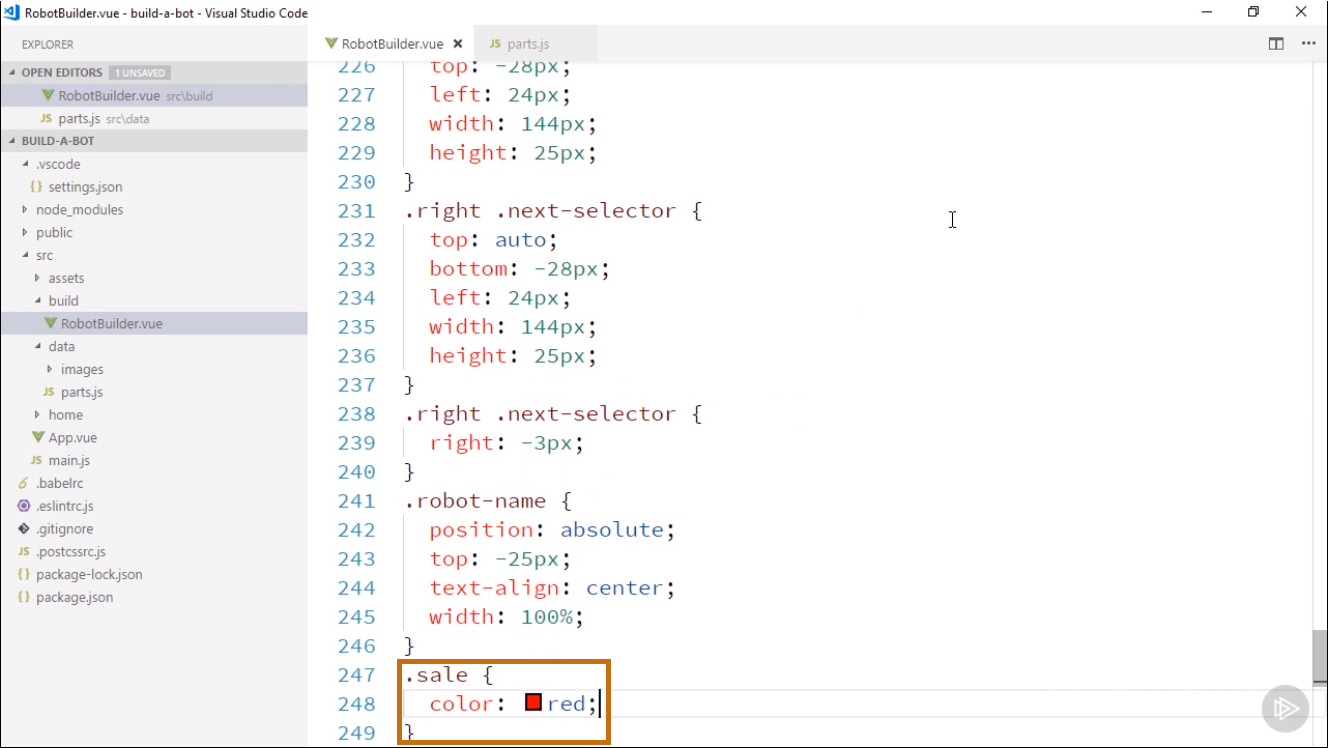 RobotBuilder.vue - build-a-bot - Visual Studio Code
EXPLORER
OPEN EDITORS 1 UNSAVED
RobotBuilder.vue src\build
JS parts.js src\data
BUILD-A-BOT
.vscode
{} settings.json
node_modules
public
src
assets
build
RobotBuilder.vue
data
images
JS parts.js
home
App.vue
JS main.js
6 .babelrc
.eslintrc.js
.gitignore
JS .postcssrc.js
{} package-lock.json
{} package.json
RobotBuilder.vue × JS parts.js
226 top: -28px;
227 left: 24px;
228 width: 144px;
229 height: 25px;
230 }
231 .right .next-selector {
232 top: auto;
233 bottom: -28px;
234 left: 24px;
235 width: 144px;
236 height: 25px;
237 }
238 .right .next-selector {
239 right: -3px;
240 }
241 .robot-name {
242 position: absolute;
243 top: -25px;
244 text-align: center;
245 width: 100%;
246 }
247 .sale {
248 color: red;
249 }